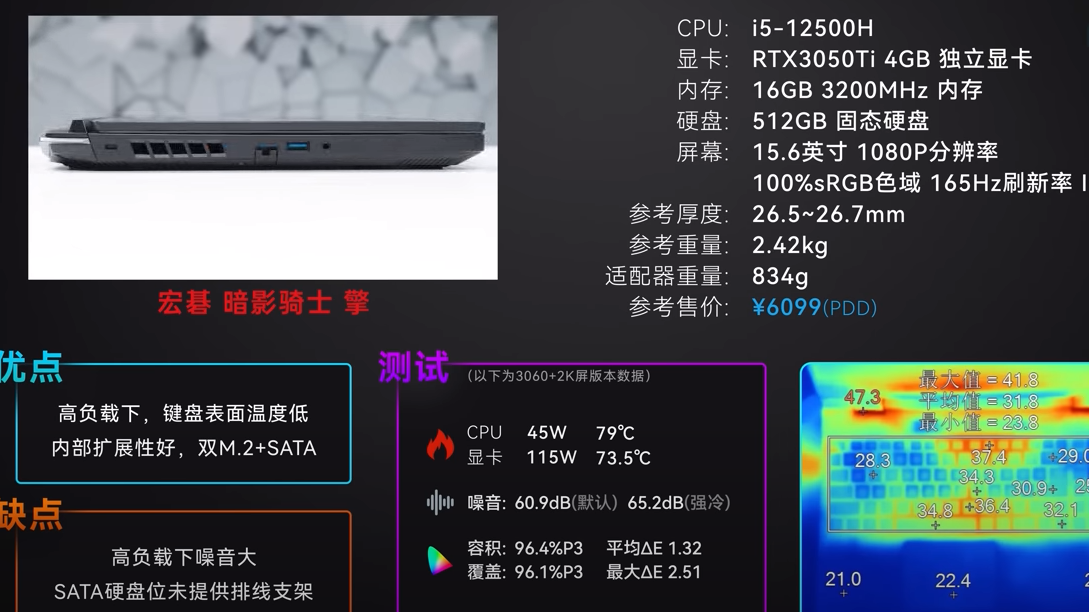 CPU: i5-12500H
显卡: RTX3050Ti 4GB 独立显卡
内存: 16GB 3200MHz 内存
硬盘: 512GB 固态硬盘
屏幕: 15.6英寸 1080P分辨率
100%sRGB色域 165Hz刷新率
参考厚度: 26.5~26.7mm
参考重量: 2.42kg
适配器重量: 834g
参考售价: ¥6099(PDD)
宏碁 暗影骑士 擎
优点
高负载下，键盘表面温度低
内部扩展性好，双M.2+SATA
缺点
高负载下噪音大
SATA硬盘位未提供排线支架
测试
(以下为3060+2K屏版本数据)
CPU 45W 79℃
显卡 115W 73.5℃
噪音: 60.9dB(默认) 65.2dB(强冷)
容积: 96.4%P3 平均ΔE 1.32
覆盖: 96.1%P3 最大ΔE 2.51
最大值 = 41.8
47.3
平均值 = 31.8
最小值 = 23.8
28.3 37.4 29.0
34.3
30.9
34.8 36.4 32.1
21.0 22.4